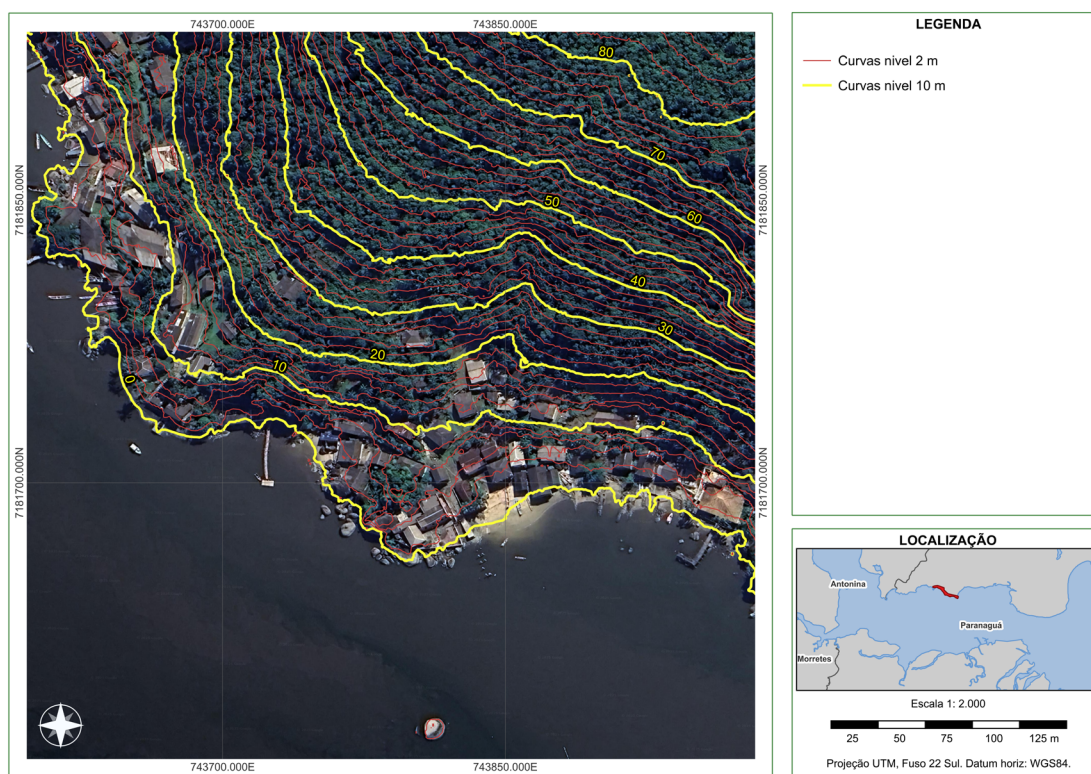 743700.000E 743850.000E
7181850.000N
7181850.000N
7181700.000N
7181700.000N
80
70
60
50
40
30
20
10
0
743700.000E 743850.000E
LEGENDA
Curvas nivel 2 m
Curvas nivel 10 m
LOCALIZAÇÃO
Antonina
Paranaguá
Morretes
Escala 1: 2.000
25 50 75 100 125 m
Projeção UTM, Fuso 22 Sul. Datum horiz: WGS84.